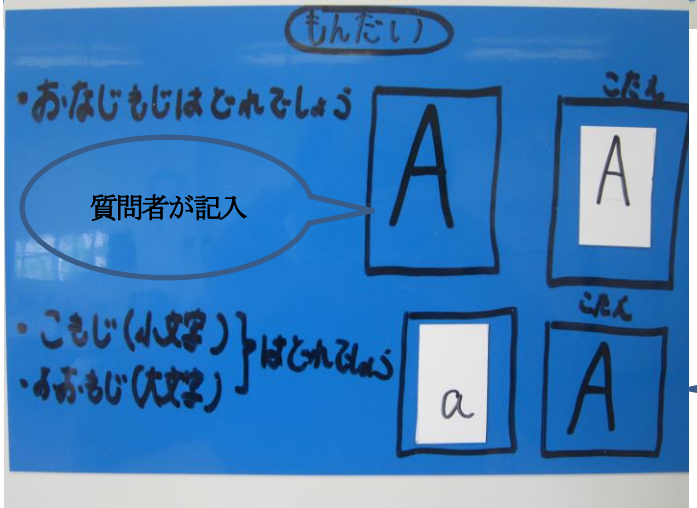 もんだい
・おなじもじはどれでしょう
A
こたえ
A
質問者が記入
・こもじ(小文字)
・おおもじ(大文字)
はどれでしょう
a
こたえ
A